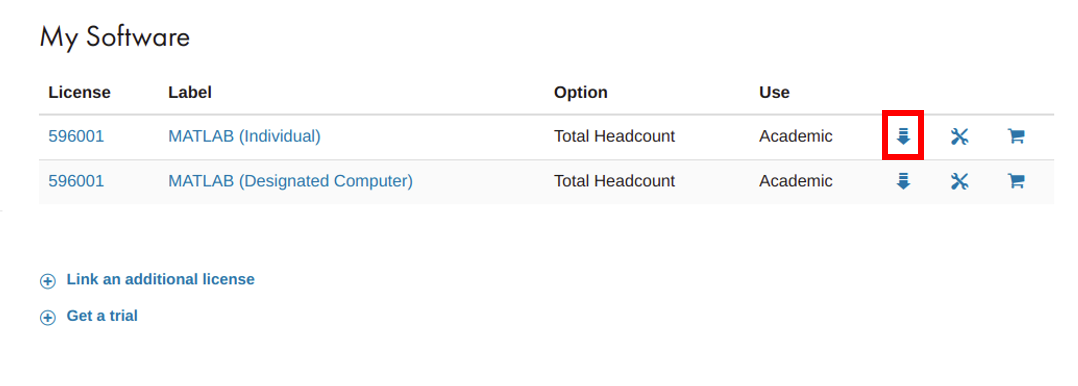 My Software
License Label Option Use
596001 MATLAB (Individual) Total Headcount Academic
596001 MATLAB (Designated Computer) Total Headcount Academic
Link an additional license
Get a trial